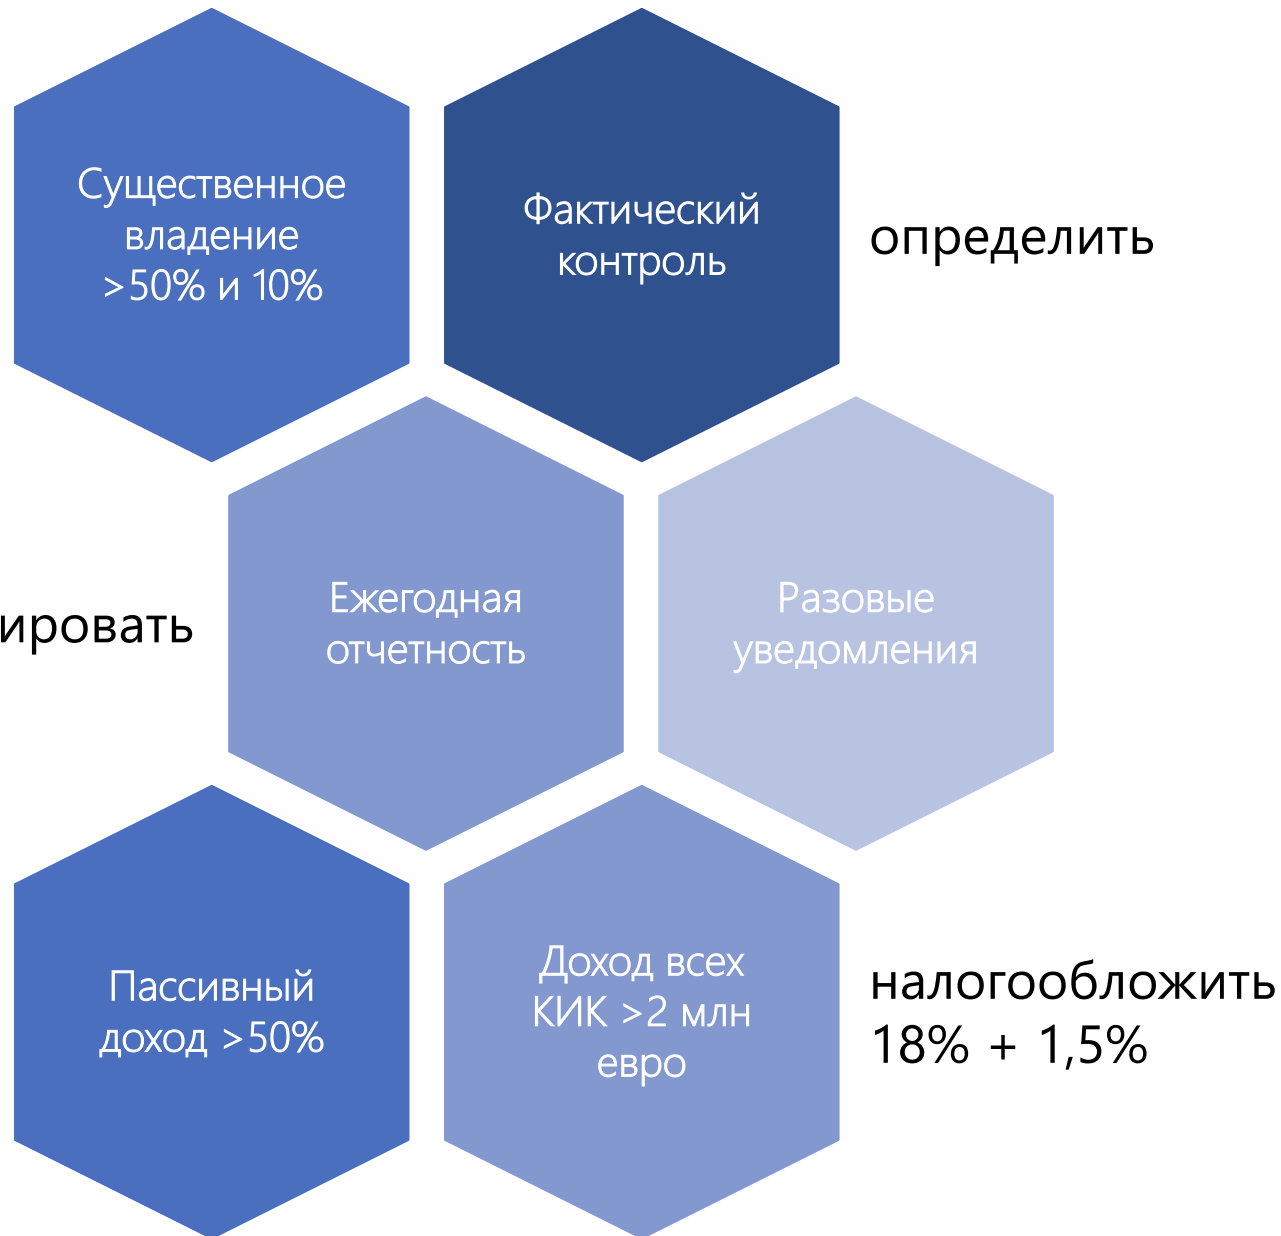 Существенное
владение
>50% и 10%
Фактический
контроль
определить
ировать
Ежегодная
отчетность
Разовые
уведомления
Пассивный
доход >50%
Доход всех
КИК >2 млн
евро
налогообложить
18% + 1,5%